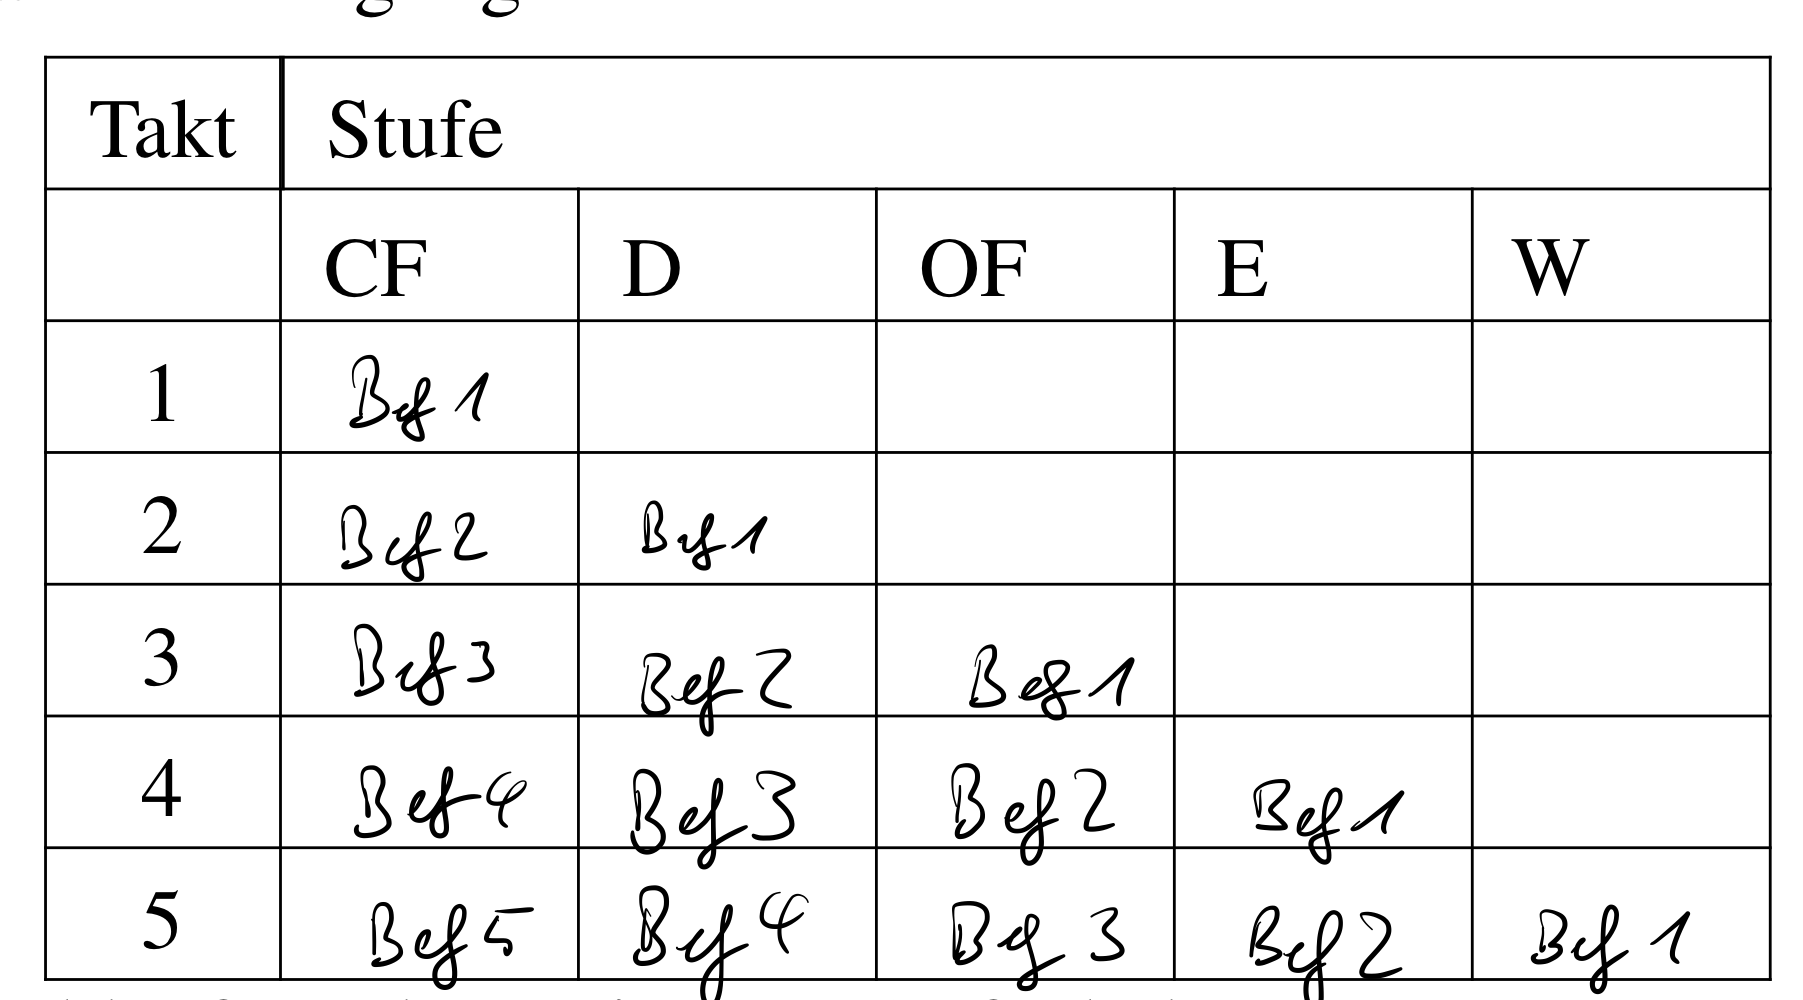 Takt Stufe
CF D OF E W
1 Bef 1
2 Bef 2 Bef 1
3 Bef 3 Bef 2 Bef 1
4 Bef 4 Bef 3 Bef 2 Bef 1
5 Bef 5 Bef 4 Bef 3 Bef 2 Bef 1